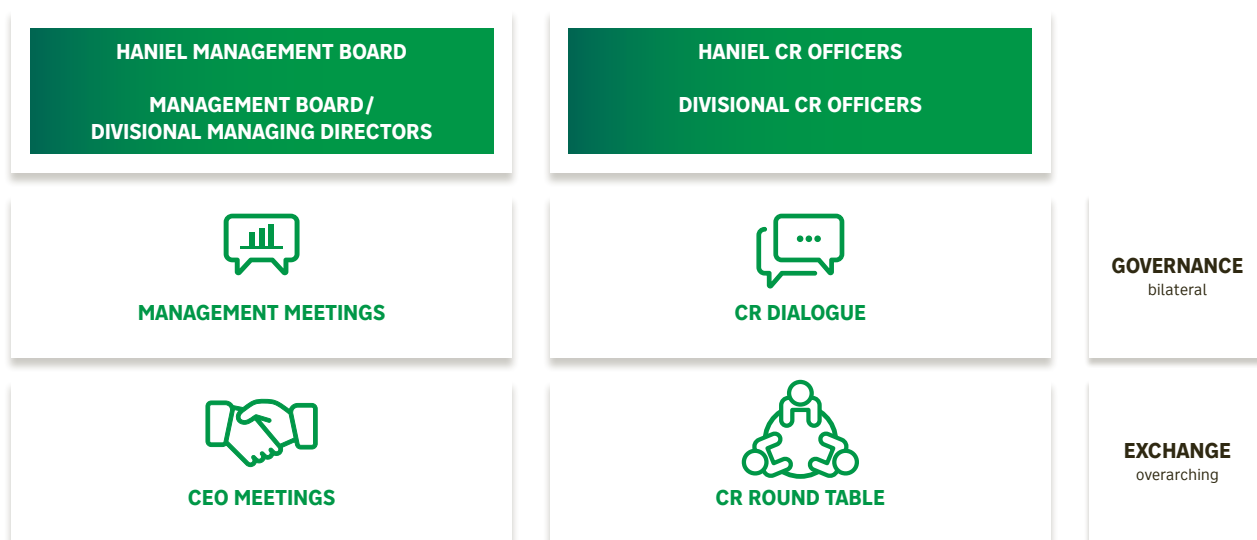 HANIEL MANAGEMENT BOARD
MANAGEMENT BOARD/
DIVISIONAL MANAGING DIRECTORS
HANIEL CR OFFICERS
DIVISIONAL CR OFFICERS
MANAGEMENT MEETINGS
CR DIALOGUE
GOVERNANCE
bilateral
CEO MEETINGS
CR ROUND TABLE
EXCHANGE
overarching